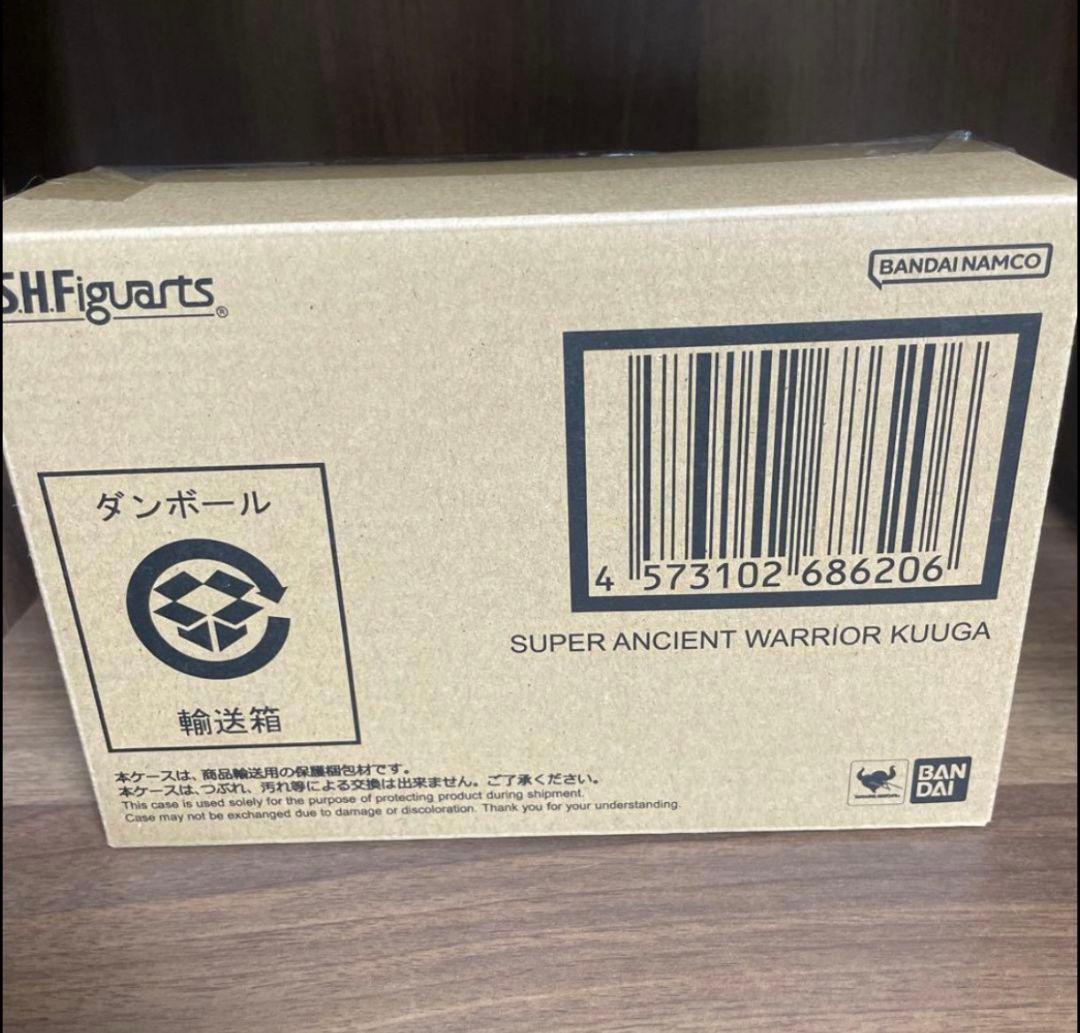 S.H.Figuarts®
BANDAI NAMCO
4 573102 686206
SUPER ANCIENT WARRIOR KUUGA
ダンボール
輸送箱
本ケースは、商品輸送用の保護梱包材です。
本ケースは、つぶれ、汚れ等による交換は出来ません。ご了承ください。
This case is used solely for the purpose of protecting product during shipment.
Case may not be exchanged due to damage or discoloration. Thank you for your understanding.
BAN
DAI